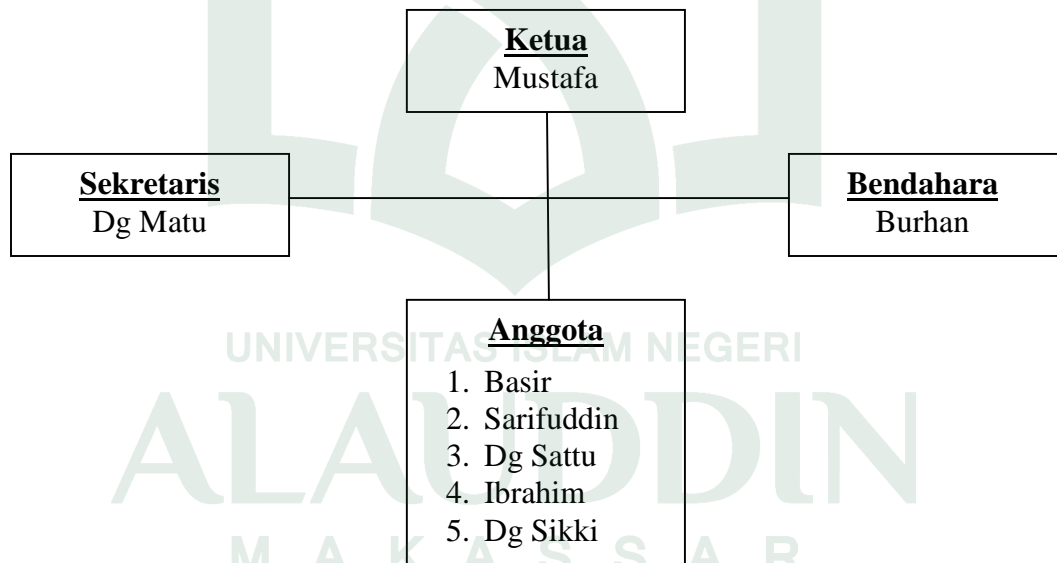 Ketua
Mustafa
Sekretaris
Dg Matu
Bendahara
Burhan
Anggota
1. Basir
2. Sarifuddin
3. Dg Sattu
4. Ibrahim
5. Dg Sikki
UNIVERSITAS ISLAM NEGERI
ALAUDDIN
MAKASSAR